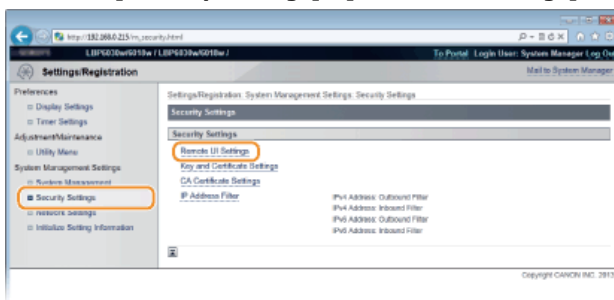 http://192.168.0.215/m_security.html
LBP6030w/6018w / LBP6030w/6018w /
To Portal Login User: System Manager Log Out
Settings/Registration
Mail to System Manager
Preferences
Display Settings
Timer Settings
Adjustment/Maintenance
Utility Menu
System Management Settings
System Management
Security Settings
Network Settings
Initialize Setting Information
Settings/Registration: System Management Settings: Security Settings
Security Settings
Security Settings
Remote UI Settings
Key and Certificate Settings
CA Certificate Settings
IP Address Filter
IPv4 Address: Outbound Filter
IPv4 Address: Inbound Filter
IPv6 Address: Outbound Filter
IPv6 Address: Inbound Filter
Copyright CANON INC. 2013